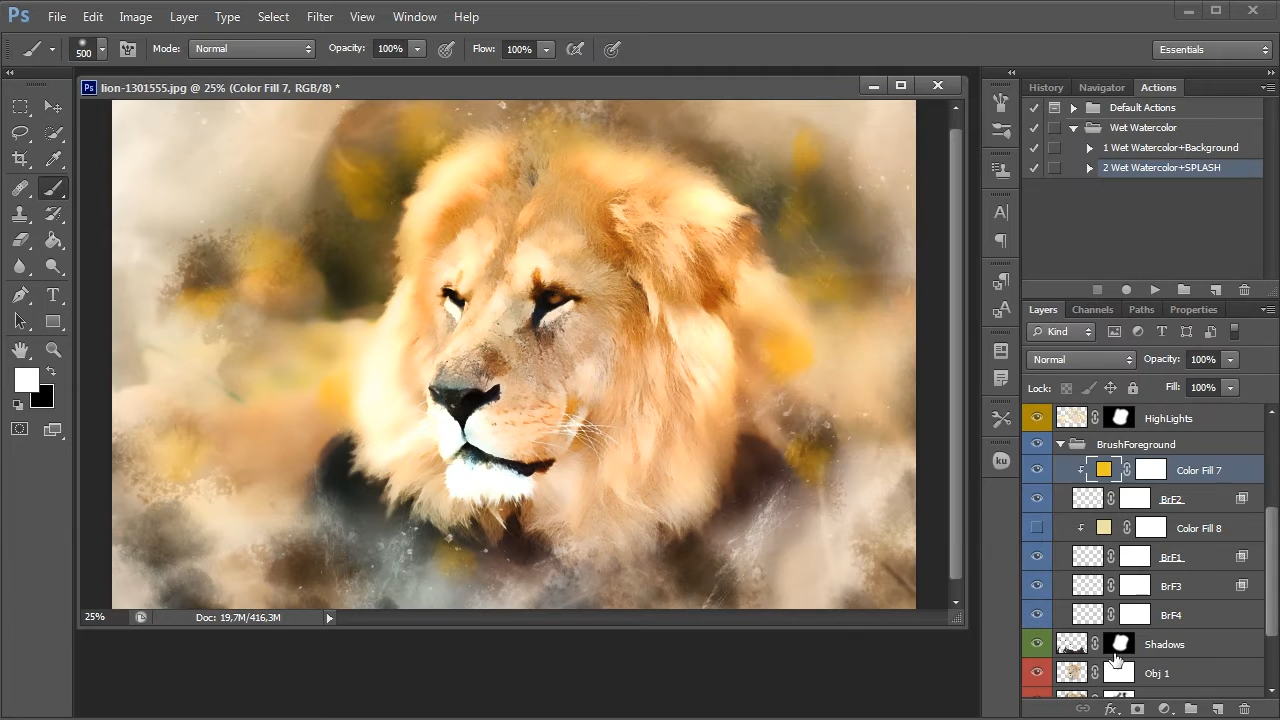 Ps File Edit Image Layer Type Select Filter View Window Help
500 Mode: Normal Opacity: 100% Flow: 100% Essentials
lion-1301555.jpg @ 25% (Color Fill 7, RGB/8) *
History Navigator Actions
Default Actions
Wet Watercolor
1 Wet Watercolor+Background
2 Wet Watercolor+SPLASH
Layers Channels Paths Properties
Kind
Normal Opacity: 100%
Lock: Fill: 100%
HighLights
BrushForeground
Color Fill 7
BrF2
Color Fill 8
BrF1
BrF3
BrF4
Shadows
Obj 1
25% Doc: 19,7M/416,3M
ku
fx